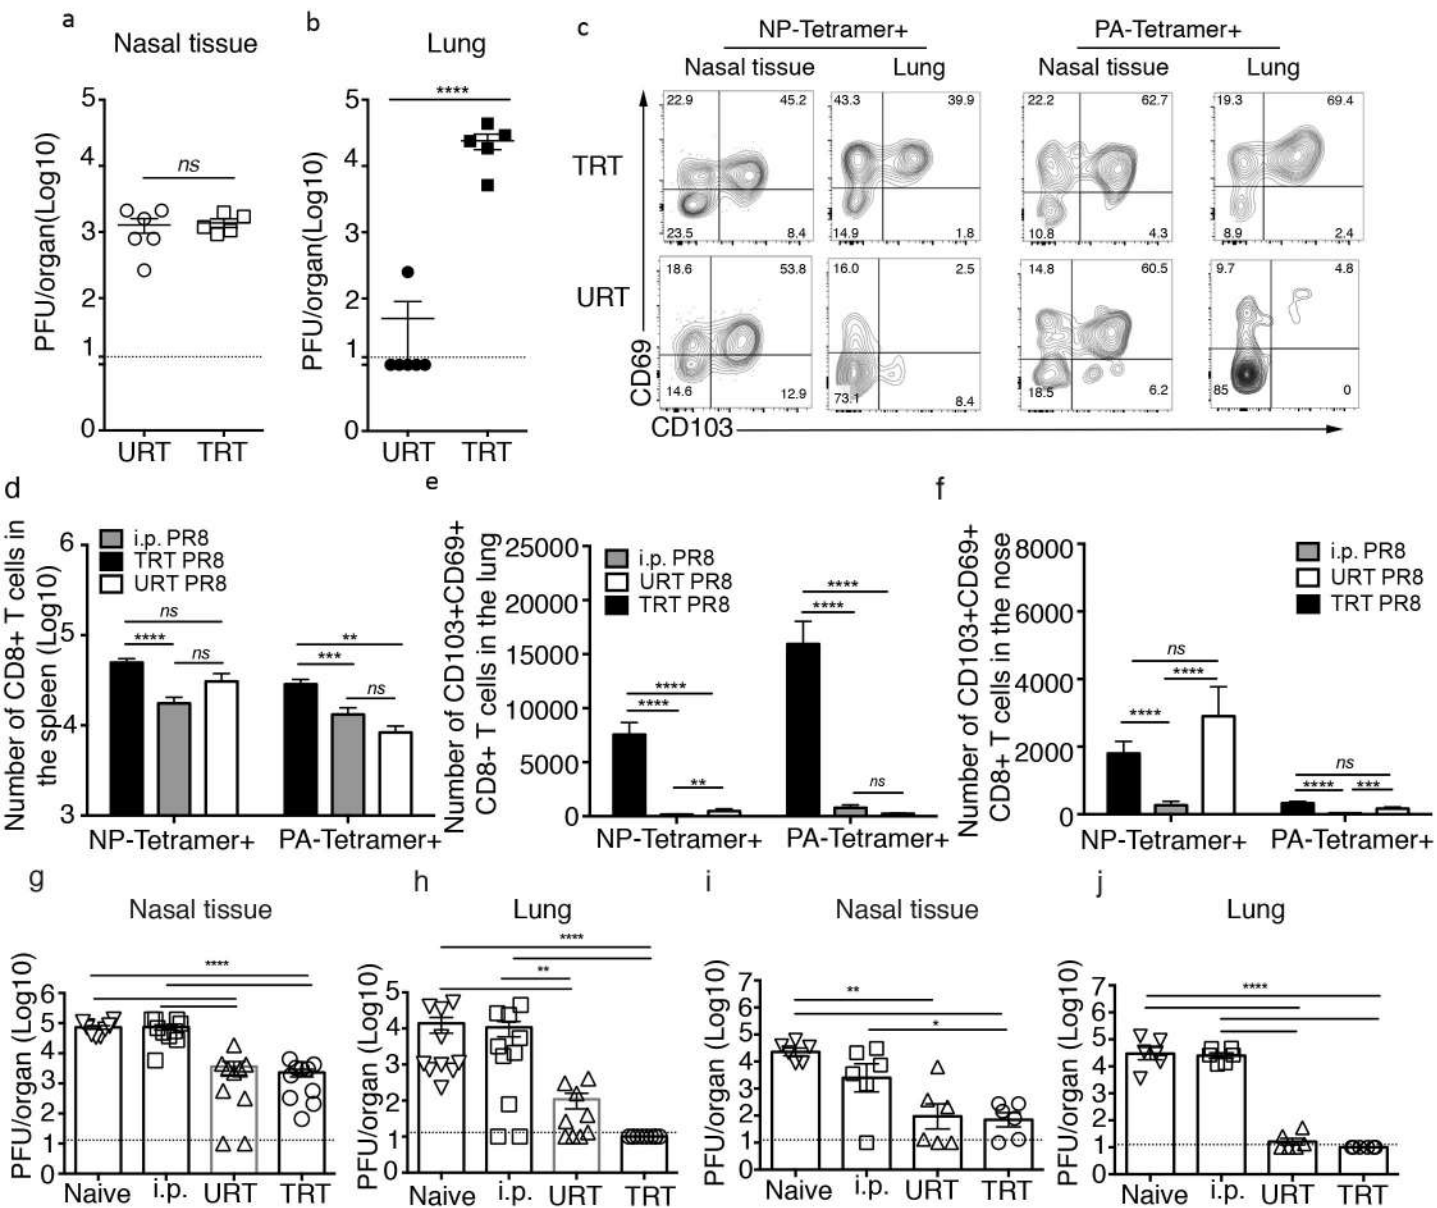 a
Nasal tissue
PFU/organ(Log10)
5
4
3
2
1
0
ns
URT
TRT
b
Lung
PFU/organ(Log10)
5
4
3
2
1
0
****
URT
TRT
c
NP-Tetramer+
PA-Tetramer+
Nasal tissue
Lung
Nasal tissue
Lung
TRT
22.9
45.2
23.5
8.4
43.3
39.9
14.9
1.8
22.2
62.7
10.8
4.3
19.3
69.4
8.9
2.4
URT
18.6
53.8
14.6
12.9
16.0
2.5
73.1
8.4
14.8
60.5
18.5
6.2
9.7
4.8
85
0
CD69
CD103
d
Number of CD8+ T cells in
the spleen (Log10)
6
5
4
3
i.p. PR8
TRT PR8
URT PR8
ns
****
ns
**
***
ns
NP-Tetramer+
PA-Tetramer+
e
Number of CD103+CD69+
CD8+ T cells in the lung
25000
20000
15000
10000
5000
0
i.p. PR8
URT PR8
TRT PR8
****
****
**
****
****
ns
NP-Tetramer+
PA-Tetramer+
f
Number of CD103+CD69+
CD8+ T cells in the nose
8000
6000
4000
2000
0
i.p. PR8
URT PR8
TRT PR8
ns
****
****
ns
****
***
NP-Tetramer+
PA-Tetramer+
g
Nasal tissue
PFU/organ (Log10)
6
5
4
3
2
1
0
****
Naive
i.p.
URT
TRT
h
Lung
PFU/organ (Log10)
5
4
3
2
1
0
****
**
Naive
i.p.
URT
TRT
i
Nasal tissue
PFU/organ (Log10)
7
6
5
4
3
2
1
0
**
*
Naive
i.p.
URT
TRT
j
Lung
PFU/organ (Log10)
7
6
5
4
3
2
1
0
****
Naive
i.p.
URT
TRT